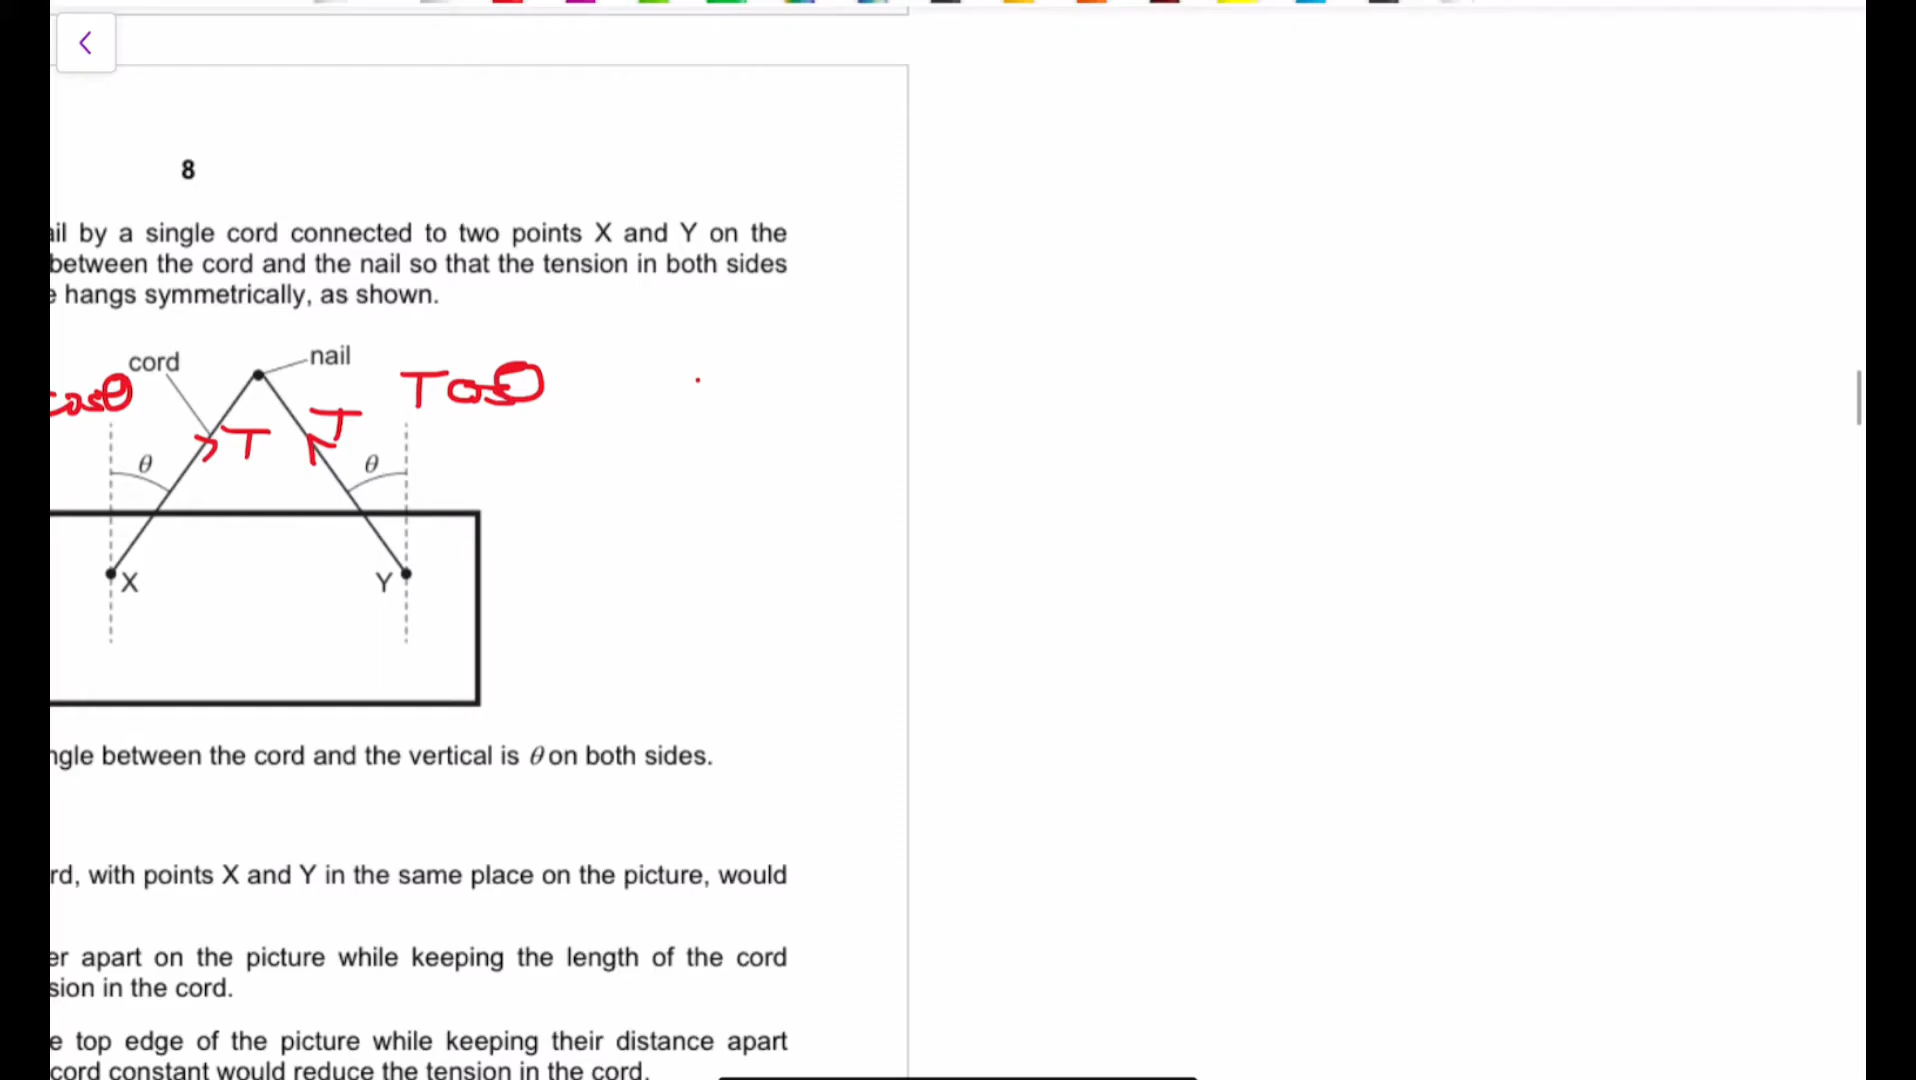 8
ail by a single cord connected to two points X and Y on the
between the cord and the nail so that the tension in both sides
e hangs symmetrically, as shown.
cord
nail
cosθ
T cosθ
T
T
θ
θ
X
Y
ngle between the cord and the vertical is θ on both sides.
rd, with points X and Y in the same place on the picture, would
er apart on the picture while keeping the length of the cord
sion in the cord.
e top edge of the picture while keeping their distance apart
cord constant would reduce the tension in the cord.